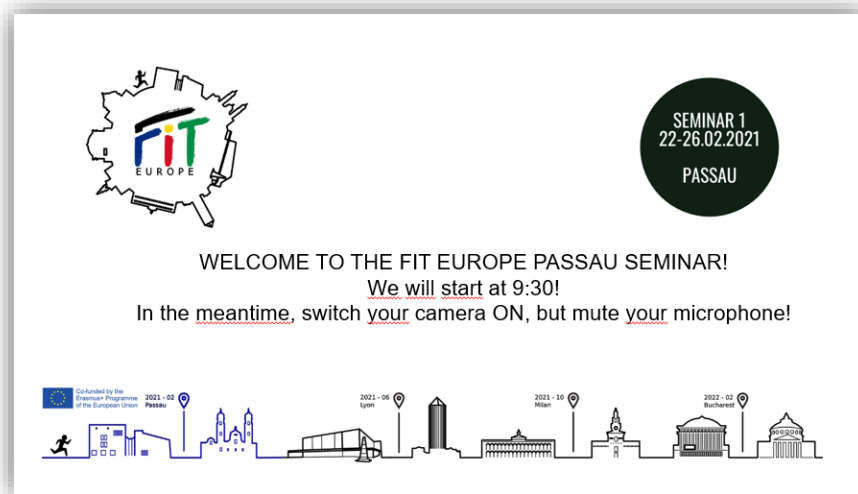 FiT
EUROPE
SEMINAR 1
22-26.02.2021
PASSAU
WELCOME TO THE FIT EUROPE PASSAU SEMINAR!
We will start at 9:30!
In the meantime, switch your camera ON, but mute your microphone!
Co-funded by the
Erasmus+ Programme
of the European Union
2021 - 02
Passau
2021 - 06
Lyon
2021 - 10
Milan
2022 - 02
Bucharest